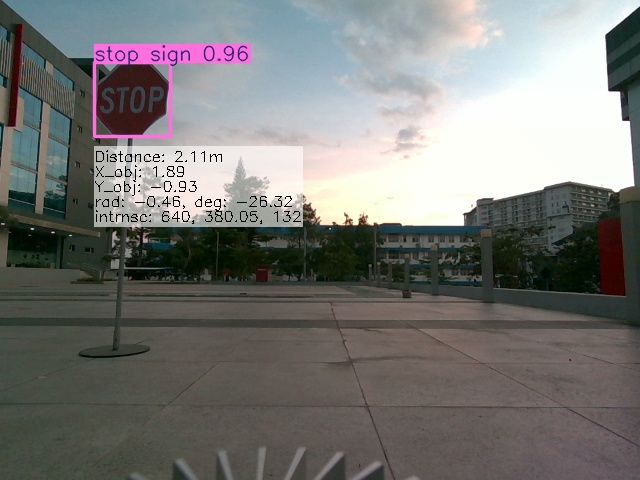 stop sign 0.96
STOP
Distance: 2.11m
X_obj: 1.89
Y_obj: -0.93
rad: -0.46, deg: -26.32
intrnsc: 640, 380.05, 132